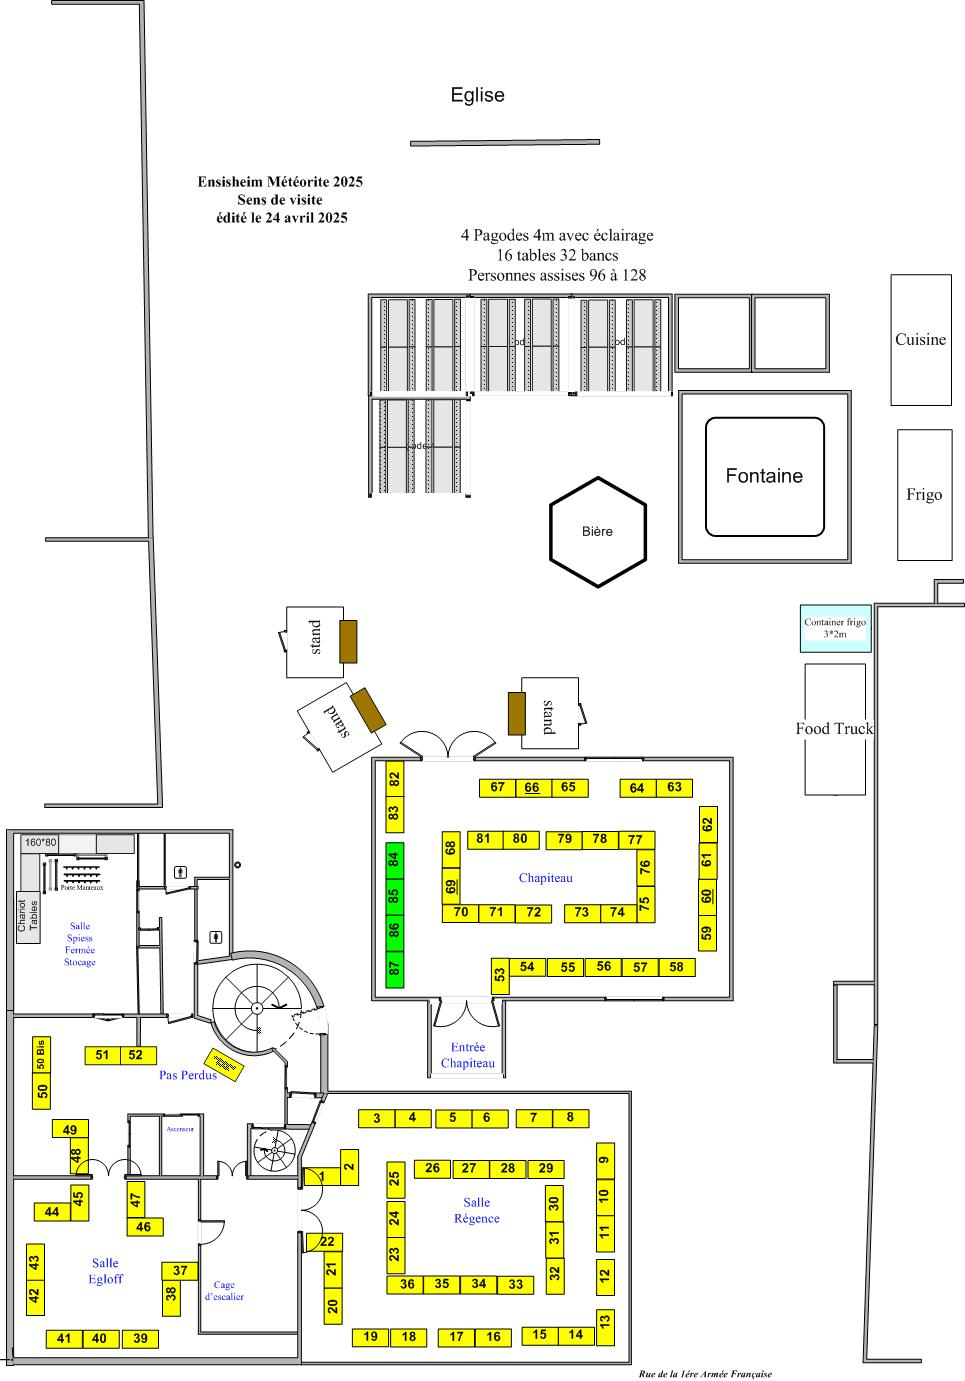 Eglise
Ensisheim Météorite 2025
Sens de visite
édité le 24 avril 2025
4 Pagodes 4m avec éclairage
16 tables 32 bancs
Personnes assises 96 à 128
Cuisine
Fontaine
Frigo
Bière
Container frigo
3*2m
stand
stand
stand
Food Truck
82
83
84
85
86
87
67
66
65
64
63
62
61
60
59
81
80
79
78
77
76
75
68
69
70
71
72
73
74
Chapiteau
53
54
55
56
57
58
Entrée
Chapiteau
160*80
Porte Manteaux
Chariot
Tables
Salle
Spiess
Fermée
Stocage
50 Bis
50
51
52
Pas Perdus
49
48
Ascenseur
47
46
45
44
43
42
41
40
39
38
37
Salle
Egloff
Cage
d'escalier
1
2
3
4
5
6
7
8
9
10
11
12
13
14
15
16
17
18
19
20
21
22
23
24
25
26
27
28
29
30
31
32
33
34
35
36
Salle
Régence
Rue de la 1ére Armée Française